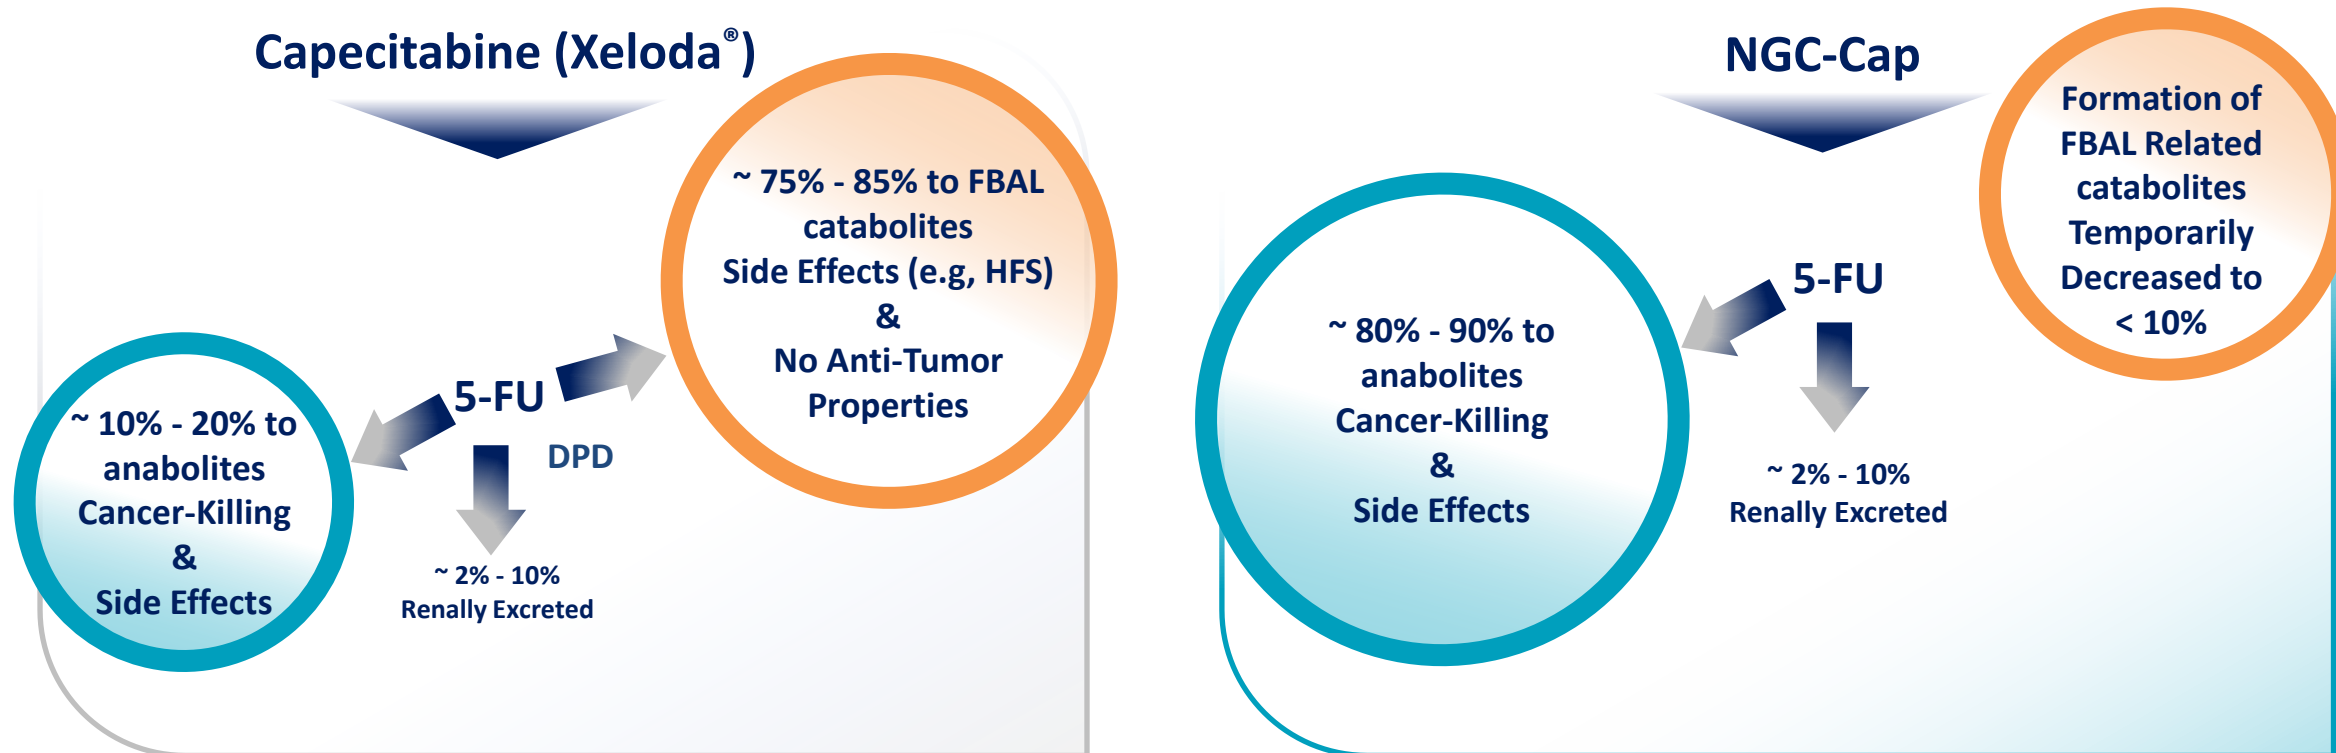 Capecitabine (Xeloda®)
~ 75% - 85% to FBAL
catabolites
Side Effects (e.g, HFS)
&
No Anti-Tumor
Properties
5-FU
DPD
~ 10% - 20% to
anabolites
Cancer-Killing
&
Side Effects
~ 2% - 10%
Renally Excreted
NGC-Cap
Formation of
FBAL Related
catabolites
Temporarily
Decreased to
< 10%
5-FU
~ 80% - 90% to
anabolites
Cancer-Killing
&
Side Effects
~ 2% - 10%
Renally Excreted